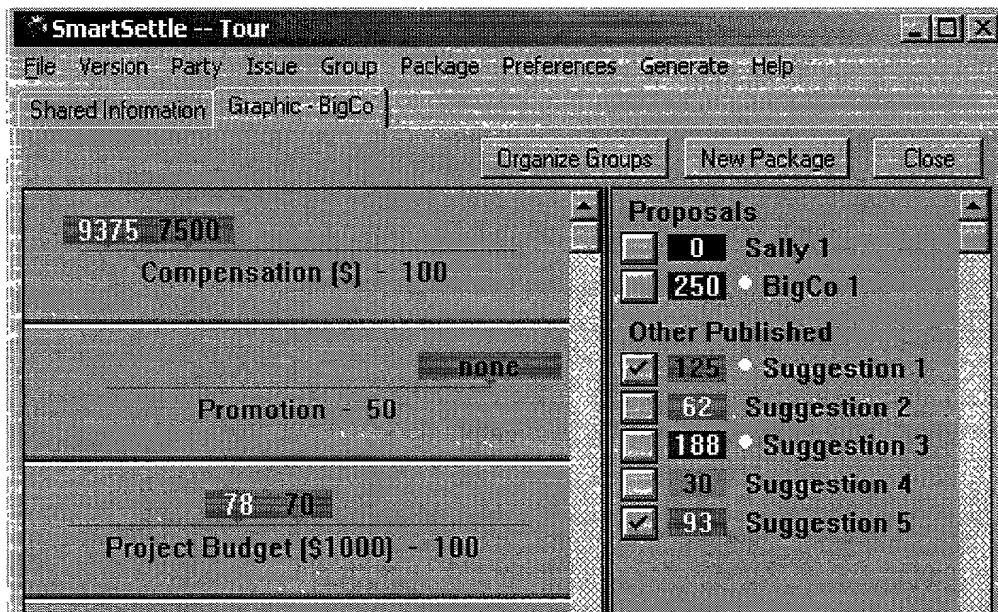 SmartSettle -- Tour
File Version Party Issue Group Package Preferences Generate Help
Shared Information Graphic - BigCo
Organize Groups New Package Close
9375 7500
Compensation ($) - 100
none
Promotion - 50
78 70
Project Budget ($1000) - 100
Proposals
0 Sally 1
250 BigCo 1
Other Published
125 Suggestion 1
62 Suggestion 2
188 Suggestion 3
30 Suggestion 4
93 Suggestion 5